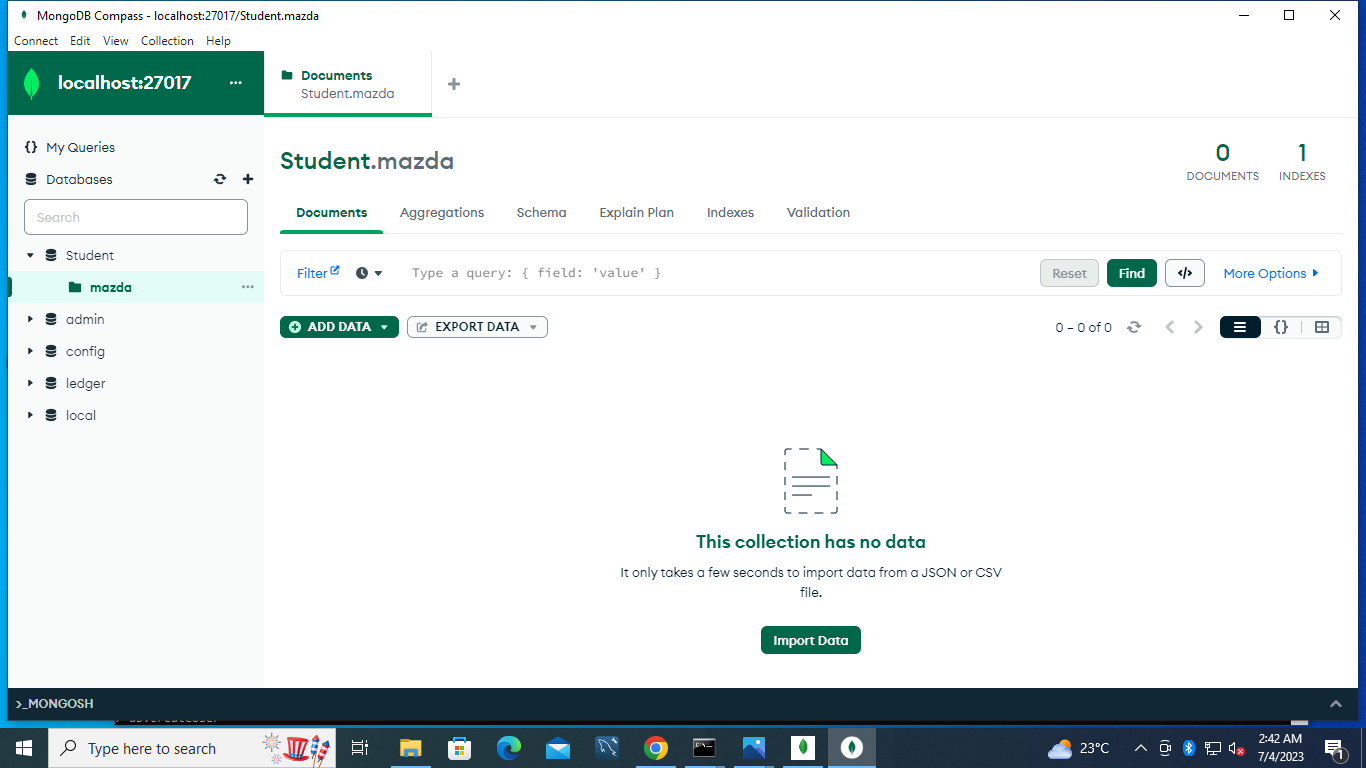 MongoDB Compass - localhost:27017/Student.mazda
Connect Edit View Collection Help
localhost:27017
Documents
Student.mazda
My Queries
Databases
Search
Student
mazda
admin
config
ledger
local
Student.mazda
0
DOCUMENTS
1
INDEXES
Documents Aggregations Schema Explain Plan Indexes Validation
Filter Type a query: { field: 'value' } Reset Find </> More Options
ADD DATA EXPORT DATA 0 – 0 of 0 {}
This collection has no data
It only takes a few seconds to import data from a JSON or CSV
file.
Import Data
>_MONGOSH
Type here to search
23°C
2:42 AM
7/4/2023
1